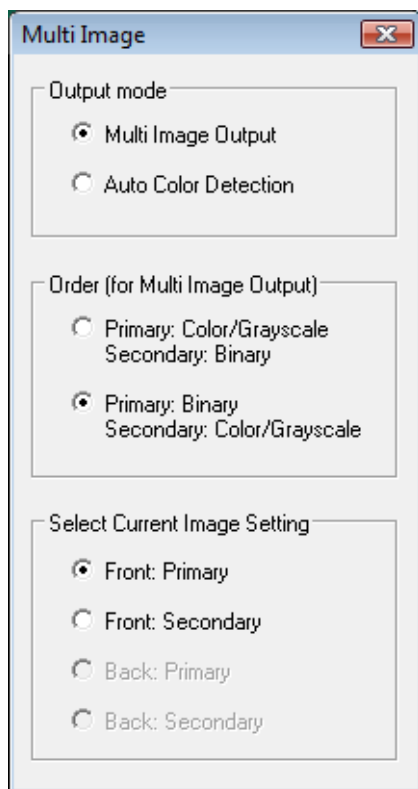 Multi Image
Output mode
Multi Image Output
Auto Color Detection
Order (for Multi Image Output)
Primary: Color/Grayscale
Secondary: Binary
Primary: Binary
Secondary: Color/Grayscale
Select Current Image Setting
Front: Primary
Front: Secondary
Back: Primary
Back: Secondary